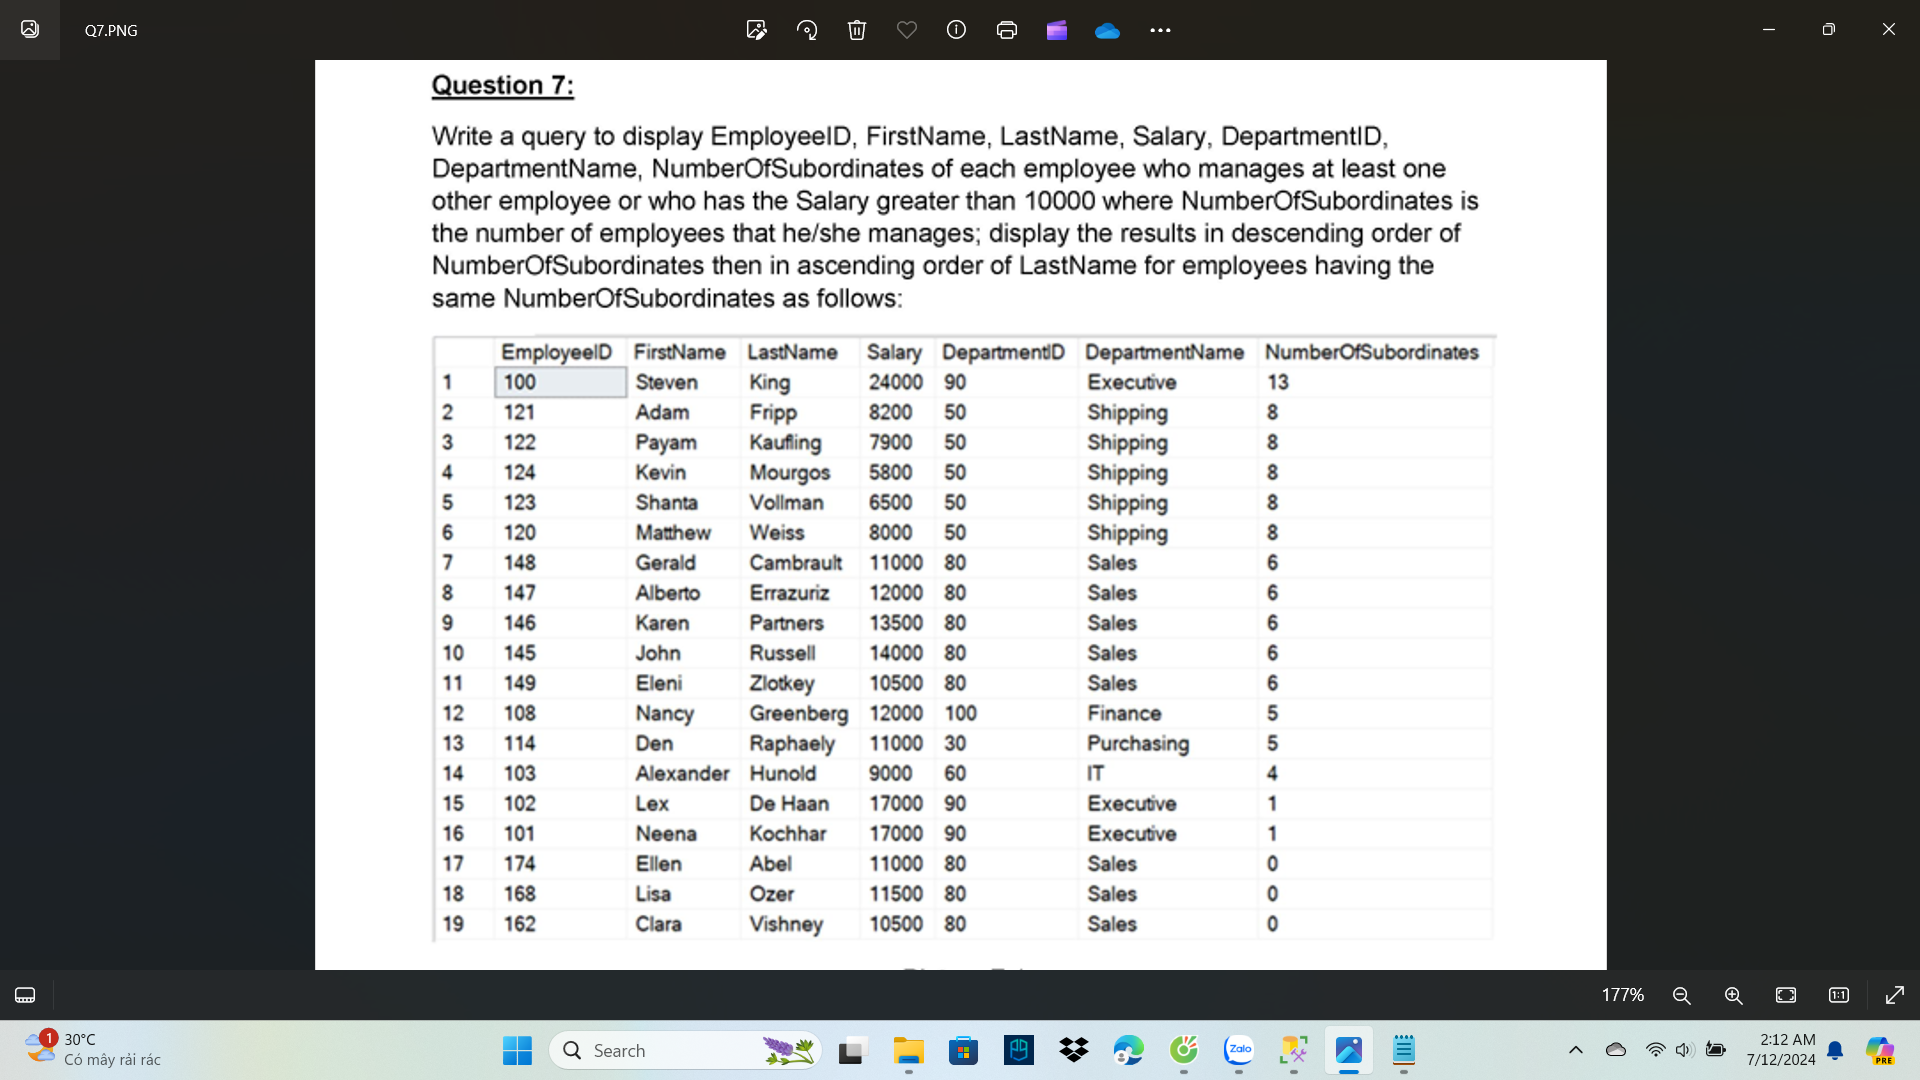 Q7.PNG
Question 7:
Write a query to display EmployeeID, FirstName, LastName, Salary, DepartmentID,
DepartmentName, NumberOfSubordinates of each employee who manages at least one
other employee or who has the Salary greater than 10000 where NumberOfSubordinates is
the number of employees that he/she manages; display the results in descending order of
NumberOfSubordinates then in ascending order of LastName for employees having the
same NumberOfSubordinates as follows:
EmployeeID FirstName LastName Salary DepartmentID DepartmentName NumberOfSubordinates
1 100 Steven King 24000 90 Executive 13
2 121 Adam Fripp 8200 50 Shipping 8
3 122 Payam Kaufling 7900 50 Shipping 8
4 124 Kevin Mourgos 5800 50 Shipping 8
5 123 Shanta Vollman 6500 50 Shipping 8
6 120 Matthew Weiss 8000 50 Shipping 8
7 148 Gerald Cambrault 11000 80 Sales 6
8 147 Alberto Errazuriz 12000 80 Sales 6
9 146 Karen Partners 13500 80 Sales 6
10 145 John Russell 14000 80 Sales 6
11 149 Eleni Zlotkey 10500 80 Sales 6
12 108 Nancy Greenberg 12000 100 Finance 5
13 114 Den Raphaely 11000 30 Purchasing 5
14 103 Alexander Hunold 9000 60 IT 4
15 102 Lex De Haan 17000 90 Executive 1
16 101 Neena Kochhar 17000 90 Executive 1
17 174 Ellen Abel 11000 80 Sales 0
18 168 Lisa Ozer 11500 80 Sales 0
19 162 Clara Vishney 10500 80 Sales 0
177%
1:1
1
30°C
Có mây rải rác
Search
Zalo
2:12 AM
7/12/2024
PRE